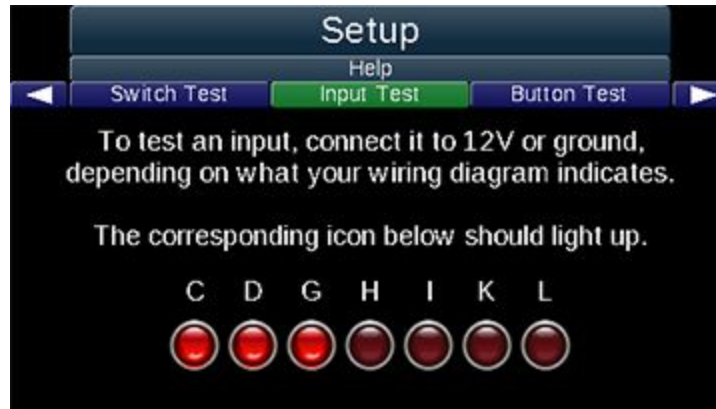 Setup
Help
Switch Test Input Test Button Test
To test an input, connect it to 12V or ground,
depending on what your wiring diagram indicates.
The corresponding icon below should light up.
C D G H I K L